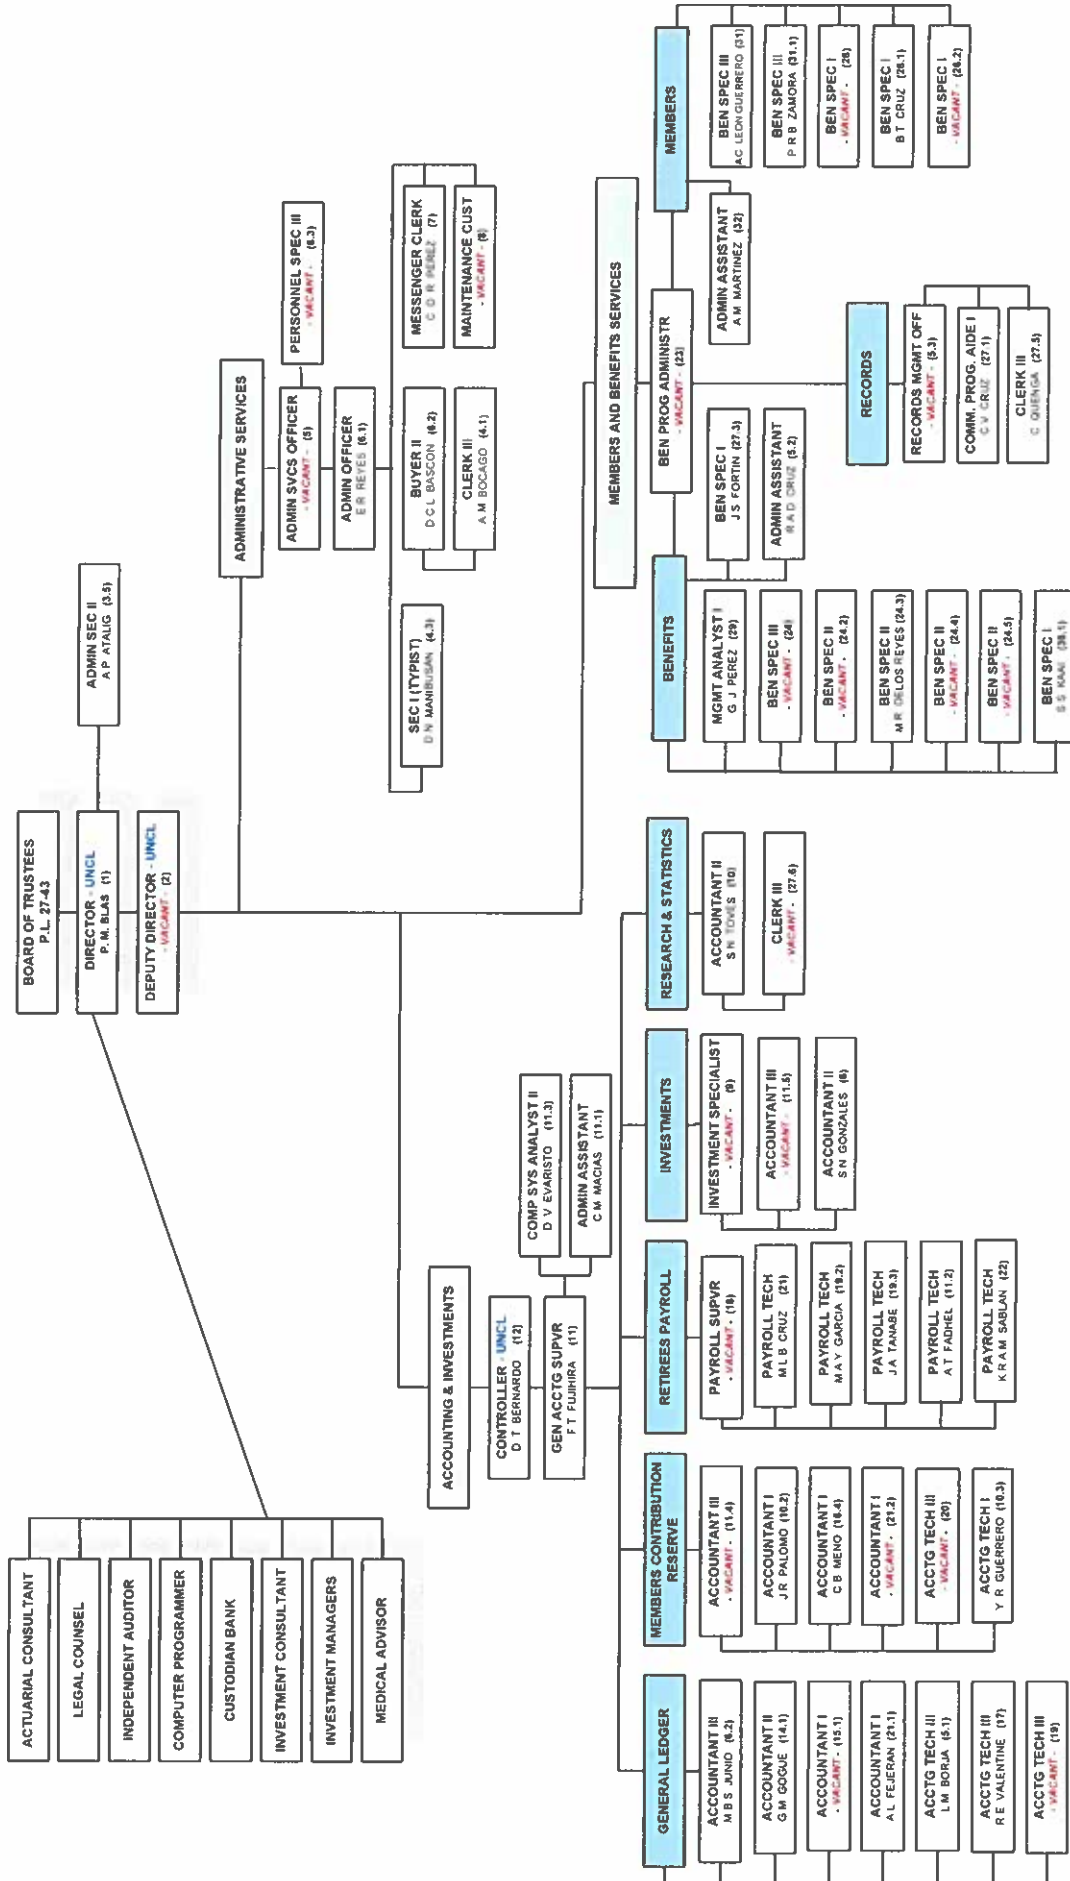 BOARD OF TRUSTEES
P.L. 27-43
DIRECTOR - UNCL
P. M. BLAS (1)
DEPUTY DIRECTOR - UNCL
- VACANT - (2)
ADMIN SEC II
A P ATALIG (3.5)
ACTUARIAL CONSULTANT
LEGAL COUNSEL
INDEPENDENT AUDITOR
COMPUTER PROGRAMMER
CUSTODIAN BANK
INVESTMENT CONSULTANT
INVESTMENT MANAGERS
MEDICAL ADVISOR
ADMINISTRATIVE SERVICES
ADMIN SVCS OFFICER
- VACANT - (5)
PERSONNEL SPEC III
- VACANT - (6.3)
ADMIN OFFICER
E R REYES (6.1)
SEC I (TYPIST)
D N MANIBUSAN (4.3)
BUYER II
D C L BASCON (6.2)
CLERK III
A M BOCAGO (4.1)
MESSENGER CLERK
C D R PEREZ (7)
MAINTENANCE CUST
- VACANT - (8)
ACCOUNTING & INVESTMENTS
CONTROLLER - UNCL
D T BERNARDO (12)
GEN ACCTG SUPVR
F T FUJIHIRA (11)
COMP SYS ANALYST II
D V EVARISTO (11.3)
ADMIN ASSISTANT
C M MACIAS (11.1)
GENERAL LEDGER
ACCOUNTANT III
M B S JUNIO (6.2)
ACCOUNTANT II
G M GOGUE (14.1)
ACCOUNTANT I
- VACANT - (15.1)
ACCOUNTANT I
A L FEJERAN (21.1)
ACCTG TECH III
L M BORJA (5.1)
ACCTG TECH III
R E VALENTINE (17)
ACCTG TECH III
- VACANT - (19)
MEMBERS CONTRIBUTION
RESERVE
ACCOUNTANT III
- VACANT - (11.4)
ACCOUNTANT I
J R PALOMO (10.2)
ACCOUNTANT I
C B MENO (16.4)
ACCOUNTANT I
- VACANT - (21.2)
ACCTG TECH III
- VACANT - (20)
ACCTG TECH I
Y R GUERRERO (10.3)
RETIREES PAYROLL
PAYROLL SUPVR
- VACANT - (18)
PAYROLL TECH
M L B CRUZ (21)
PAYROLL TECH
M A Y GARCIA (19.2)
PAYROLL TECH
J A TANABE (19.3)
PAYROLL TECH
A T FADHEL (11.2)
PAYROLL TECH
K R A M SABLAN (22)
INVESTMENTS
INVESTMENT SPECIALIST
- VACANT - (9)
ACCOUNTANT III
- VACANT - (11.5)
ACCOUNTANT II
S N GONZALES (6)
RESEARCH & STATISTICS
ACCOUNTANT II
S N TOVES (10)
CLERK III
- VACANT - (27.6)
MEMBERS AND BENEFITS SERVICES
BEN PROG ADMINISTR
- VACANT - (23)
BENEFITS
BEN SPEC I
J S FORTIN (27.3)
ADMIN ASSISTANT
R A D CRUZ (5.2)
MGMT ANALYST I
G J PEREZ (29)
BEN SPEC III
- VACANT - (24)
BEN SPEC II
- VACANT - (24.2)
BEN SPEC II
M R DELOS REYES (24.3)
BEN SPEC II
- VACANT - (24.4)
BEN SPEC II
- VACANT - (24.5)
BEN SPEC I
S S KAAI (38.1)
RECORDS
RECORDS MGMT OFF
- VACANT - (5.3)
COMM. PROG. AIDE I
C V CRUZ (27.1)
CLERK III
C QUENGA (27.5)
MEMBERS
ADMIN ASSISTANT
A M MARTINEZ (32)
BEN SPEC III
AC LEON GUERRERO (31)
BEN SPEC III
P R B ZAMORA (31.1)
BEN SPEC I
- VACANT - (26)
BEN SPEC I
B T CRUZ (26.1)
BEN SPEC I
- VACANT - (26.2)